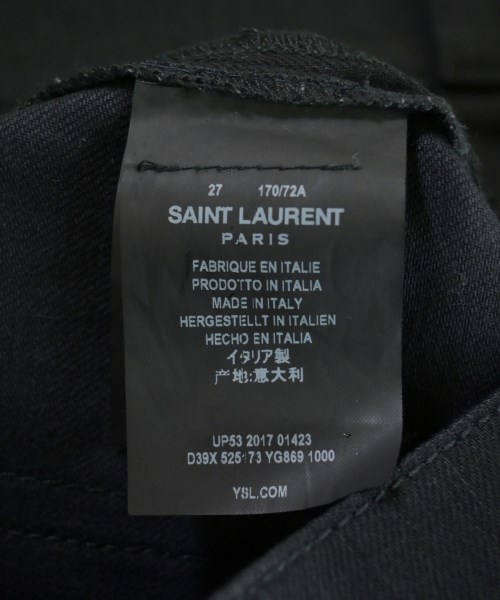 27 170/72A
SAINT LAURENT
PARIS
FABRIQUE EN ITALIE
PRODOTTO IN ITALIA
MADE IN ITALY
HERGESTELLT IN ITALIEN
HECHO EN ITALIA
イタリア製
产地:意大利
UP53 2017 01423
D39X 525173 YG869 1000
YSL.COM